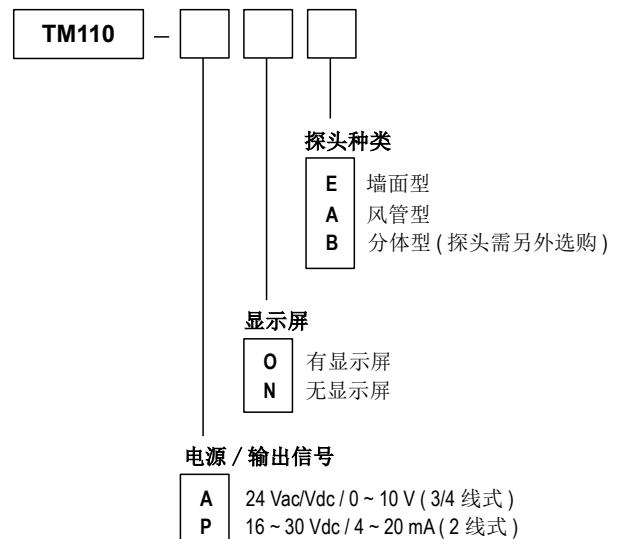 TM110 –
探头种类
E 墙面型
A 风管型
B 分体型 ( 探头需另外选购 )
显示屏
O 有显示屏
N 无显示屏
电源 / 输出信号
A 24 Vac/Vdc / 0 ~ 10 V ( 3/4 线式 )
P 16 ~ 30 Vdc / 4 ~ 20 mA ( 2 线式 )